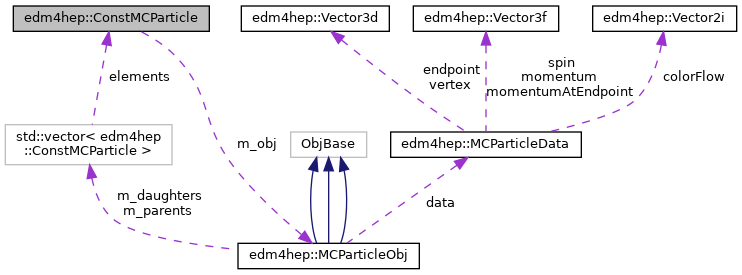 edm4hep::ConstMCParticle
edm4hep::Vector3d
edm4hep::Vector3f
edm4hep::Vector2i
elements
endpoint
vertex
spin
momentum
momentumAtEndpoint
colorFlow
std::vector< edm4hep
::ConstMCParticle >
m_obj
ObjBase
edm4hep::MCParticleData
m_daughters
m_parents
data
edm4hep::MCParticleObj